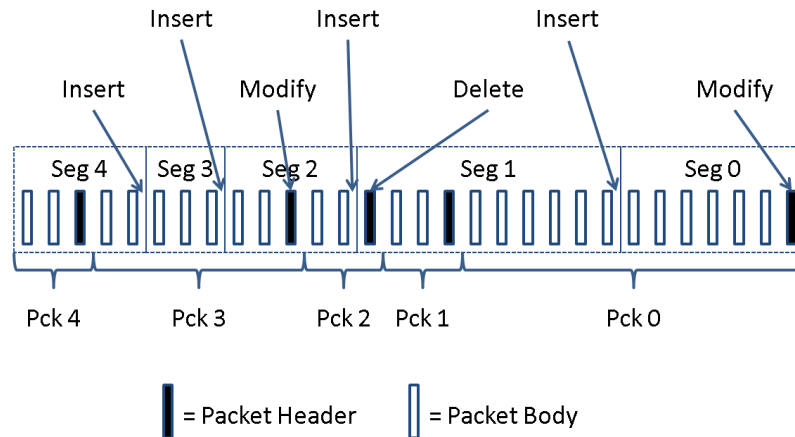 Insert
Insert
Insert
Insert
Modify
Delete
Modify
Seg 4
Seg 3
Seg 2
Seg 1
Seg 0
Pck 4
Pck 3
Pck 2
Pck 1
Pck 0
= Packet Header
= Packet Body